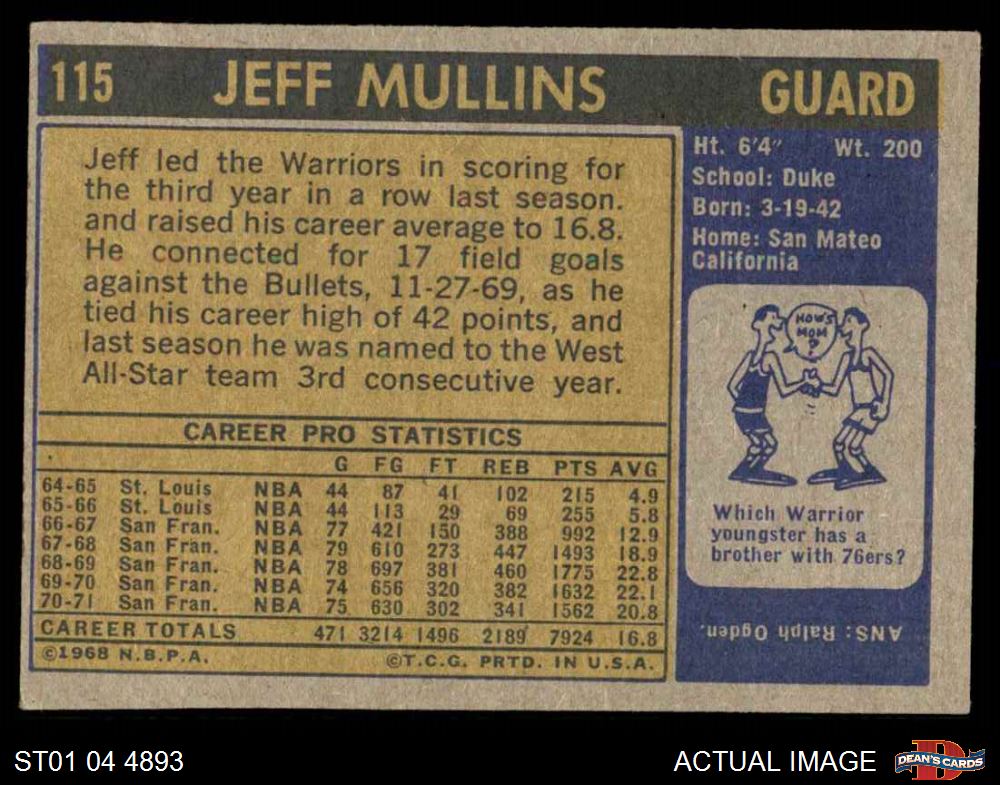 115 JEFF MULLINS GUARD
Jeff led the Warriors in scoring for
the third year in a row last season.
and raised his career average to 16.8.
He connected for 17 field goals
against the Bullets, 11-27-69, as he
tied his career high of 42 points, and
last season he was named to the West
All-Star team 3rd consecutive year.
CAREER PRO STATISTICS
G FG FT REB PTS AVG
64-65 St. Louis NBA 44 87 41 102 215 4.9
65-66 St. Louis NBA 44 113 29 69 255 5.8
66-67 San Fran. NBA 77 421 150 388 992 12.9
67-68 San Fran. NBA 79 610 273 447 1493 18.9
68-69 San Fran. NBA 78 697 381 460 1775 22.8
69-70 San Fran. NBA 74 656 320 382 1632 22.1
70-71 San Fran. NBA 75 630 302 341 1562 20.8
CAREER TOTALS 471 3214 1496 2189 7924 16.8
©1968 N.B.P.A. ©T.C.G. PRTD. IN U.S.A.
Ht. 6'4" Wt. 200
School: Duke
Born: 3-19-42
Home: San Mateo
California
HOW'S
MOM
?
Which Warrior
youngster has a
brother with 76ers?
ANS: Ralph Ogden.
ST01 04 4893 ACTUAL IMAGE
D
DEAN'S CARDS